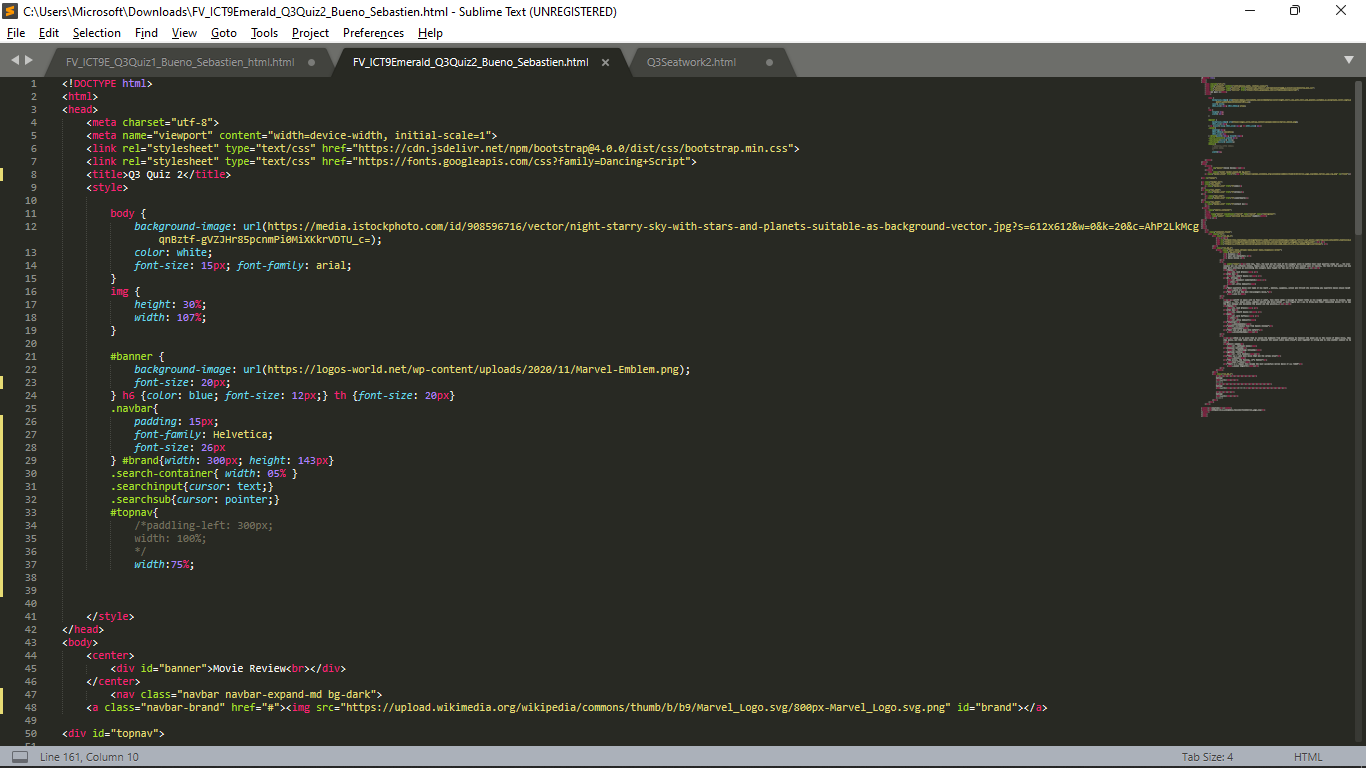 C:\Users\Microsoft\Downloads\FV_ICT9Emerald_Q3Quiz2_Bueno_Sebastien.html - Sublime Text (UNREGISTERED)
File Edit Selection Find View Goto Tools Project Preferences Help
FV_ICT9E_Q3Quiz1_Bueno_Sebastien_html.html FV_ICT9Emerald_Q3Quiz2_Bueno_Sebastien.html Q3Seatwork2.html
1 <!DOCTYPE html>
2 <html>
3 <head>
4 <meta charset="utf-8">
5 <meta name="viewport" content="width=device-width, initial-scale=1">
6 <link rel="stylesheet" type="text/css" href="https://cdn.jsdelivr.net/npm/bootstrap@4.0.0/dist/css/bootstrap.min.css">
7 <link rel="stylesheet" type="text/css" href="https://fonts.googleapis.com/css?family=Dancing+Script">
8 <title>Q3 Quiz 2</title>
9 <style>
10
11 body {
12 background-image: url(https://media.istockphoto.com/id/908596716/vector/night-starry-sky-with-stars-and-planets-suitable-as-background-vector.jpg?s=612x612&w=0&k=20&c=AhP2LkMcg
qnBztf-gVZJHr85pcnmPi0MiXKkrVDTU_c=);
13 color: white;
14 font-size: 15px; font-family: arial;
15 }
16 img {
17 height: 30%;
18 width: 107%;
19 }
20
21 #banner {
22 background-image: url(https://logos-world.net/wp-content/uploads/2020/11/Marvel-Emblem.png);
23 font-size: 20px;
24 } h6 {color: blue; font-size: 12px;} th {font-size: 20px}
25 .navbar{
26 padding: 15px;
27 font-family: Helvetica;
28 font-size: 26px
29 } #brand{width: 300px; height: 143px}
30 .search-container{ width: 05% }
31 .searchinput{cursor: text;}
32 .searchsub{cursor: pointer;}
33 #topnav{
34 /*paddling-left: 300px;
35 width: 100%;
36 */
37 width:75%;
38
39
40
41 </style>
42 </head>
43 <body>
44 <center>
45 <div id="banner">Movie Review<br></div>
46 </center>
47 <nav class="navbar navbar-expand-md bg-dark">
48 <a class="navbar-brand" href="#"><img src="https://upload.wikimedia.org/wikipedia/commons/thumb/b/b9/Marvel_Logo.svg/800px-Marvel_Logo.svg.png" id="brand"></a>
49
50 <div id="topnav">
51
Line 161, Column 10 Tab Size: 4 HTML